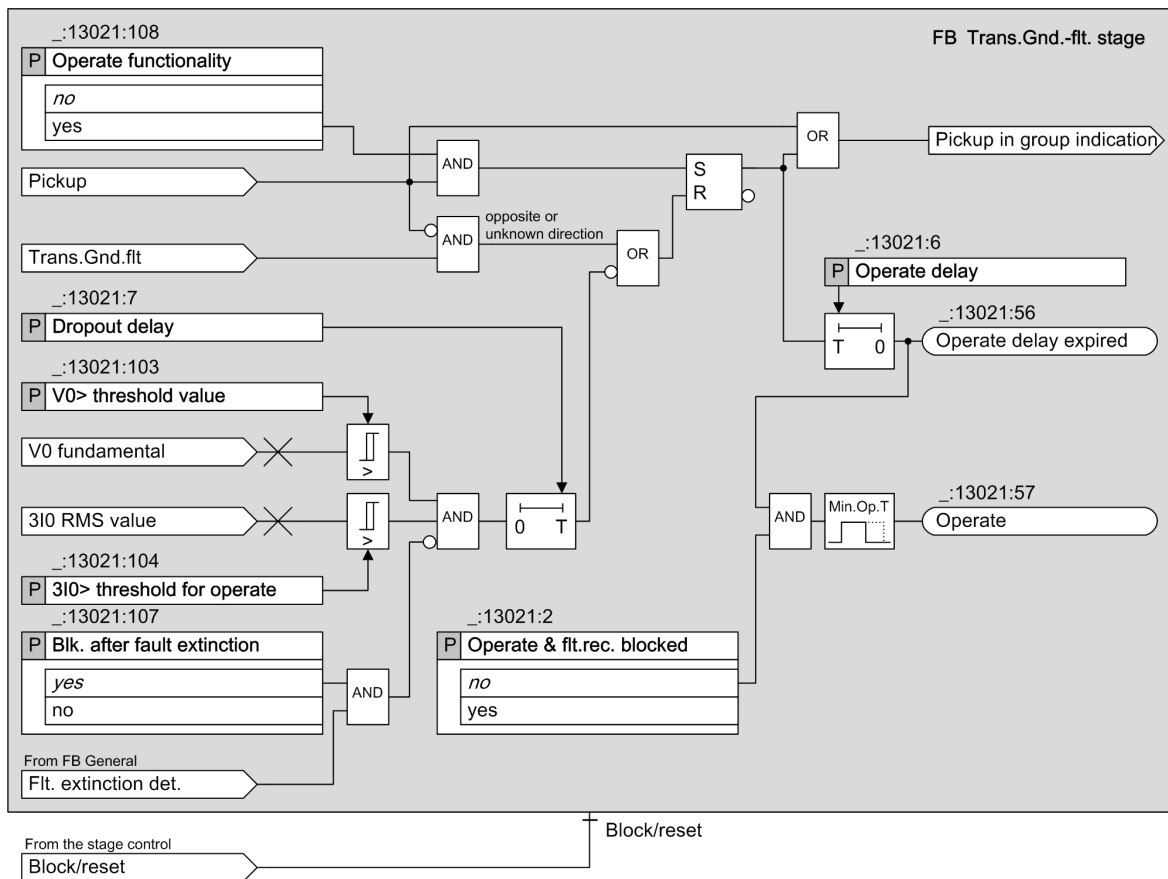 _:13021:108
FB Trans.Gnd.-flt. stage
P Operate functionality
no
yes
OR
Pickup in group indication
AND
S
R
Pickup
opposite or
unknown direction
AND
OR
Trans.Gnd.flt
_:13021:6
P Operate delay
_:13021:7
P Dropout delay
_:13021:56
T 0
Operate delay expired
_:13021:103
P V0> threshold value
V0 fundamental
>
3I0 RMS value
>
AND
0 T
_:13021:57
AND
Min.Op.T
Operate
_:13021:104
P 3I0> threshold for operate
_:13021:107
P Blk. after fault extinction
yes
no
AND
_:13021:2
P Operate & flt.rec. blocked
no
yes
From FB General
Flt. extinction det.
Block/reset
From the stage control
Block/reset